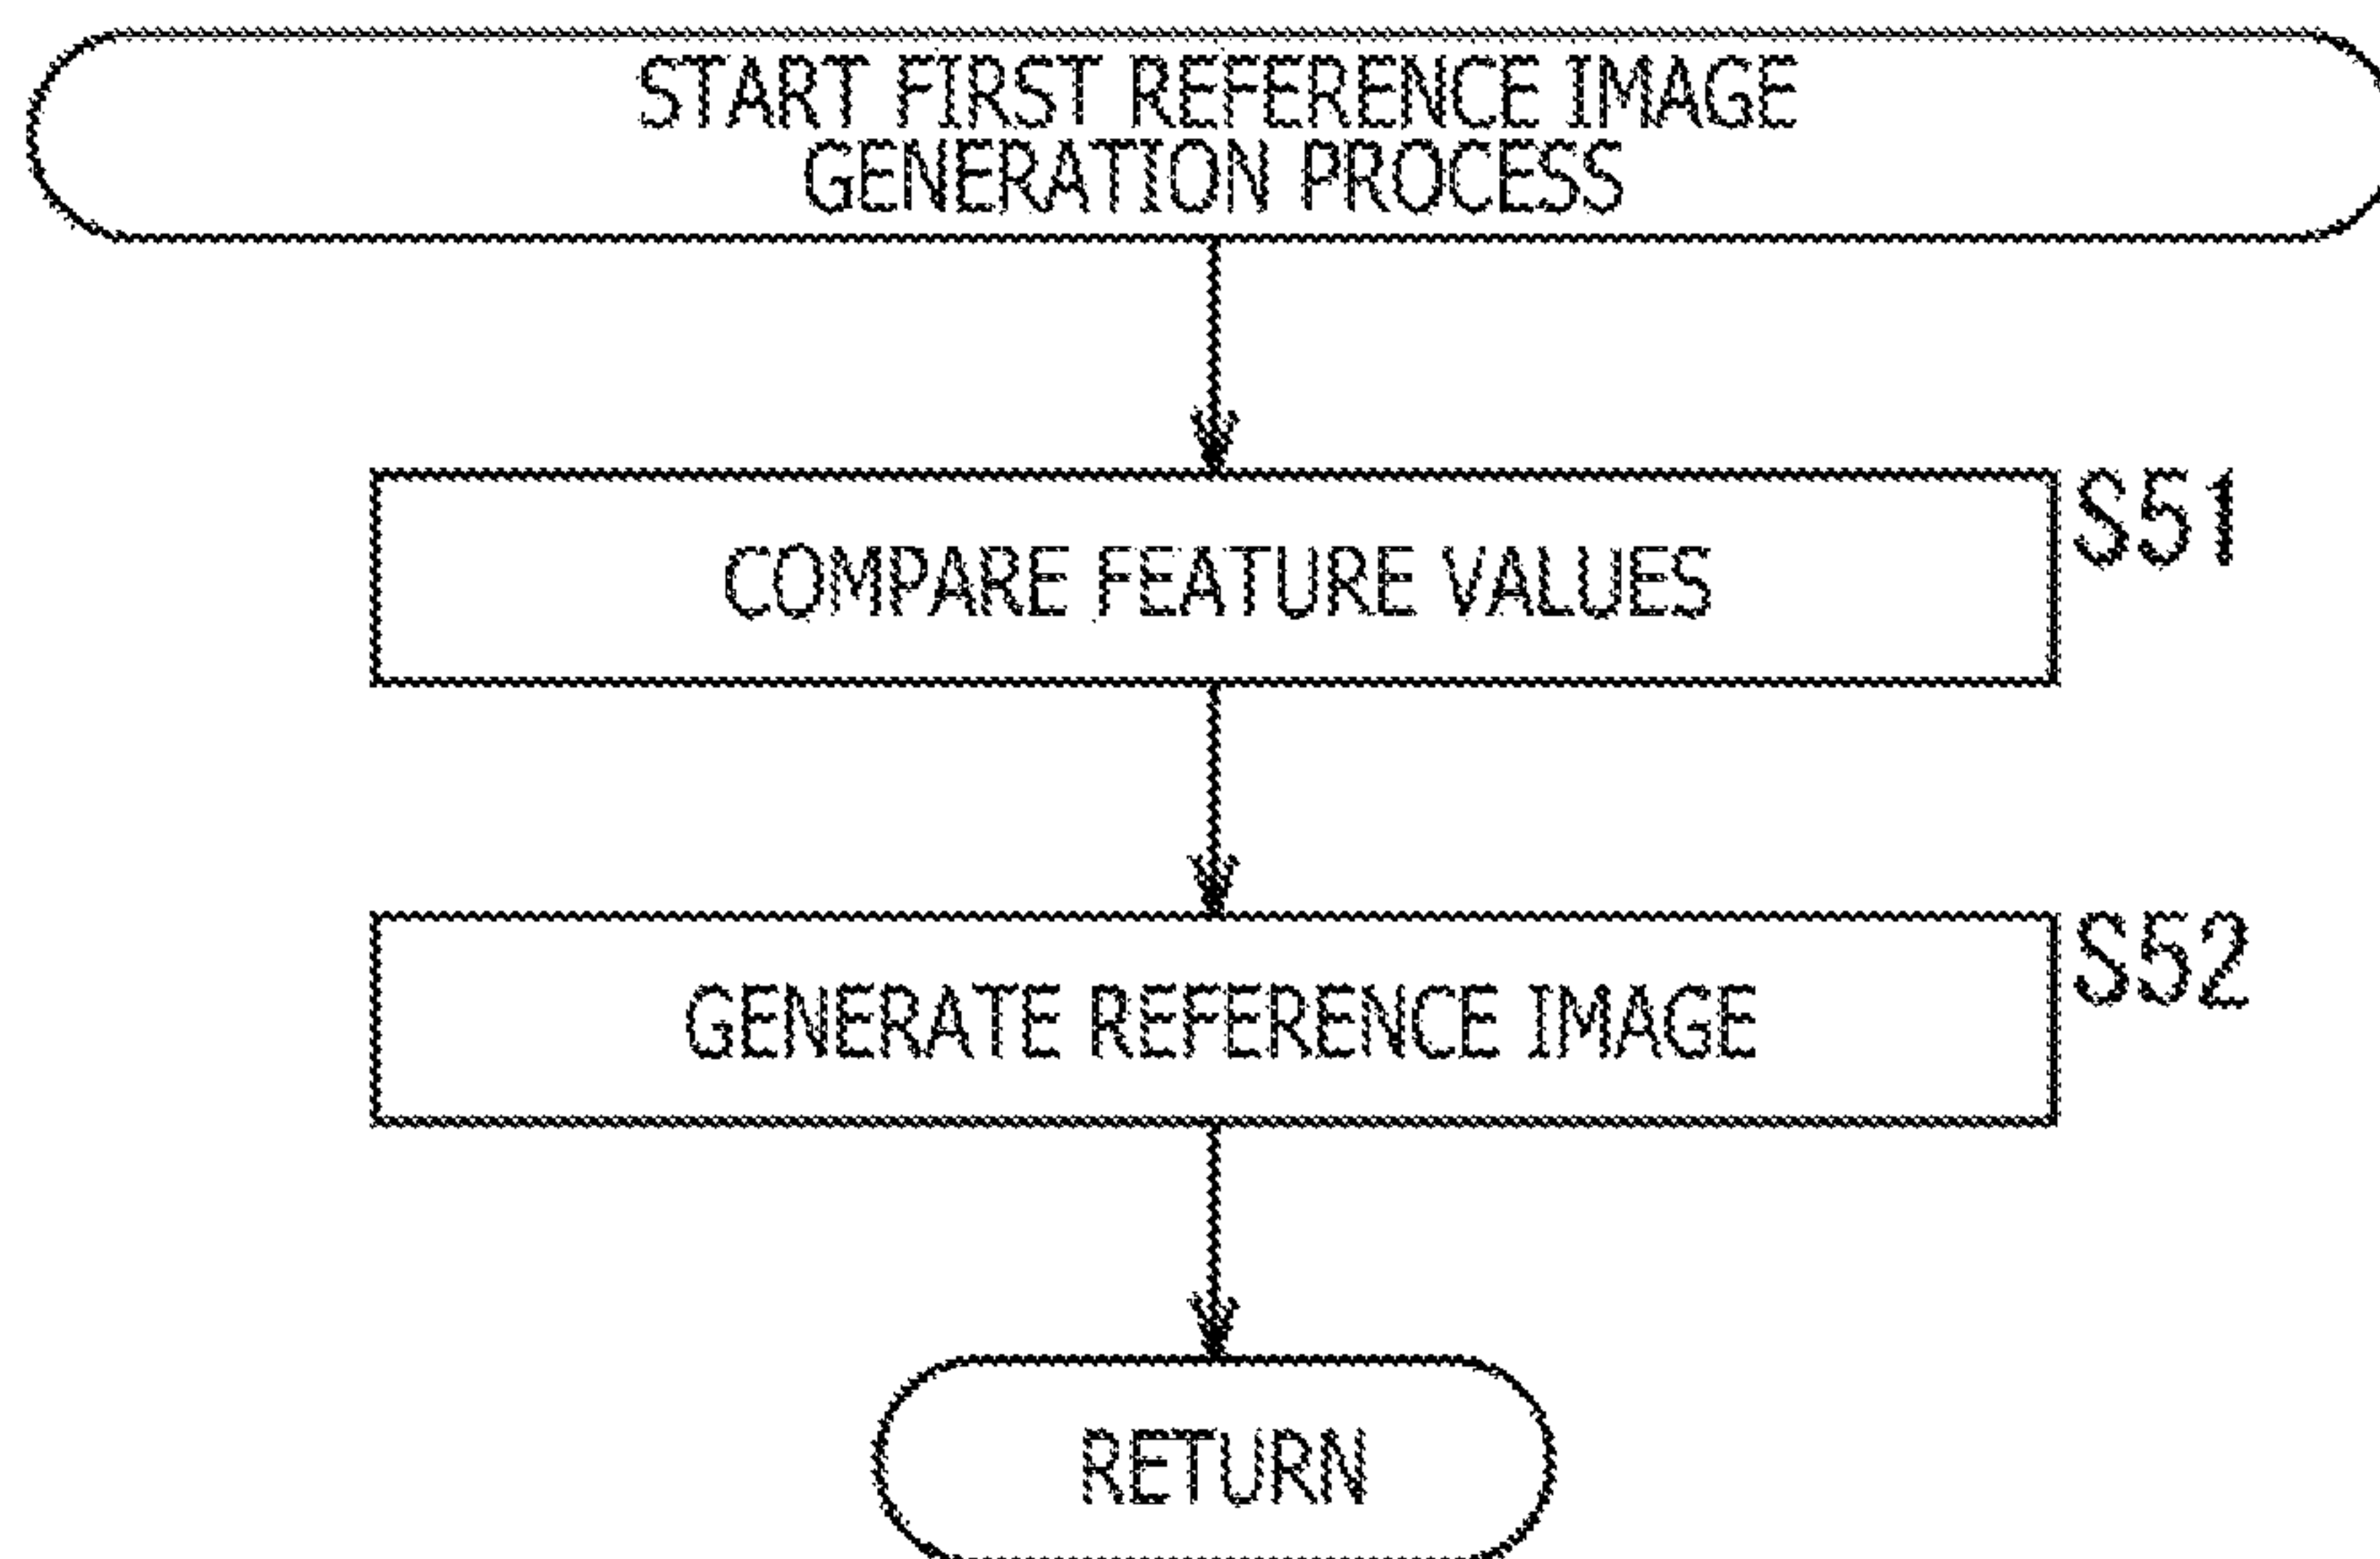 START FIRST REFERENCE IMAGE
GENERATION PROCESS
COMPARE FEATURE VALUES
S51
GENERATE REFERENCE IMAGE
S52
RETURN